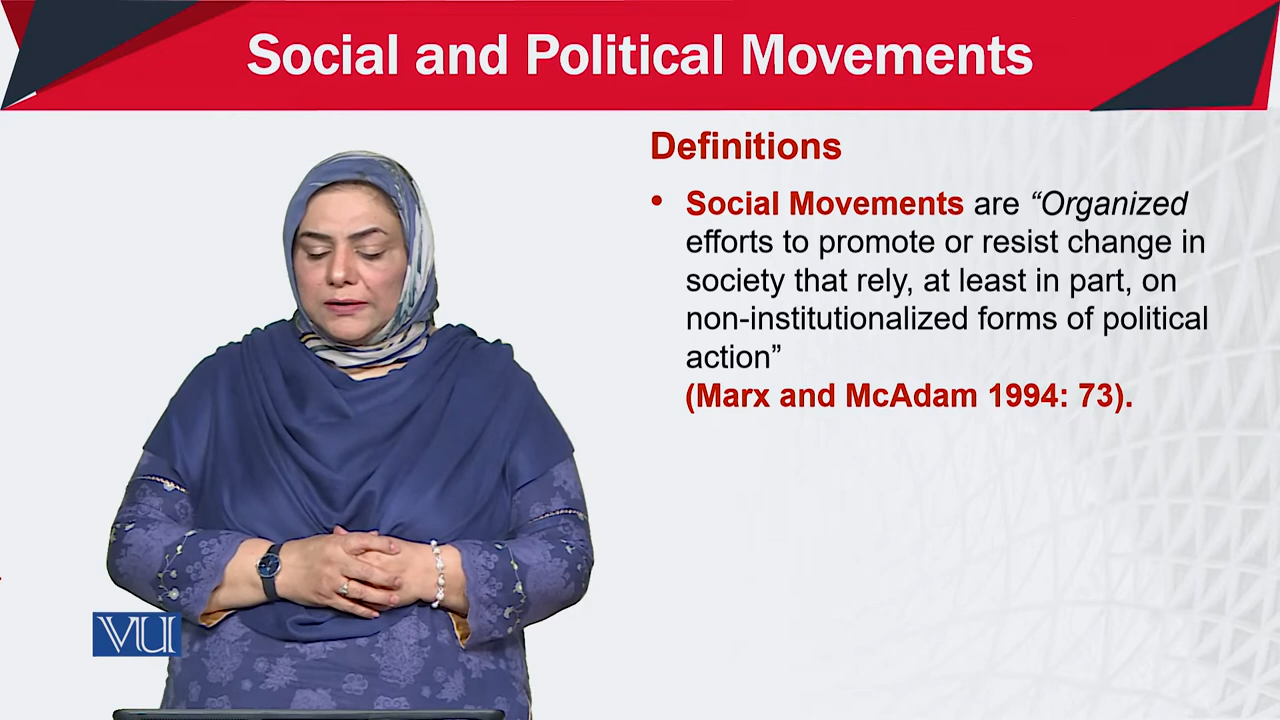 Social and Political Movements
Definitions
• Social Movements are “Organized
efforts to promote or resist change in
society that rely, at least in part, on
non-institutionalized forms of political
action”
(Marx and McAdam 1994: 73).
VU